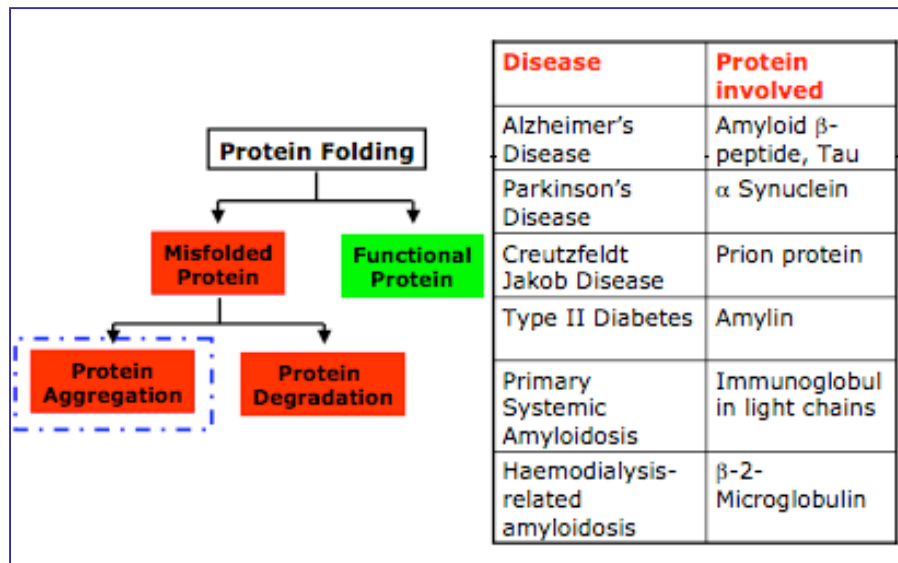 Protein Folding
Misfolded
Protein
Functional
Protein
Protein
Aggregation
Protein
Degradation
Disease
Protein
involved
Alzheimer's
Disease
Amyloid β-
peptide, Tau
Parkinson's
Disease
α Synuclein
Creutzfeldt
Jakob Disease
Prion protein
Type II Diabetes
Amylin
Primary
Systemic
Amyloidosis
Immunoglobul
in light chains
Haemodialysis-
related
amyloidosis
β-2-
Microglobulin